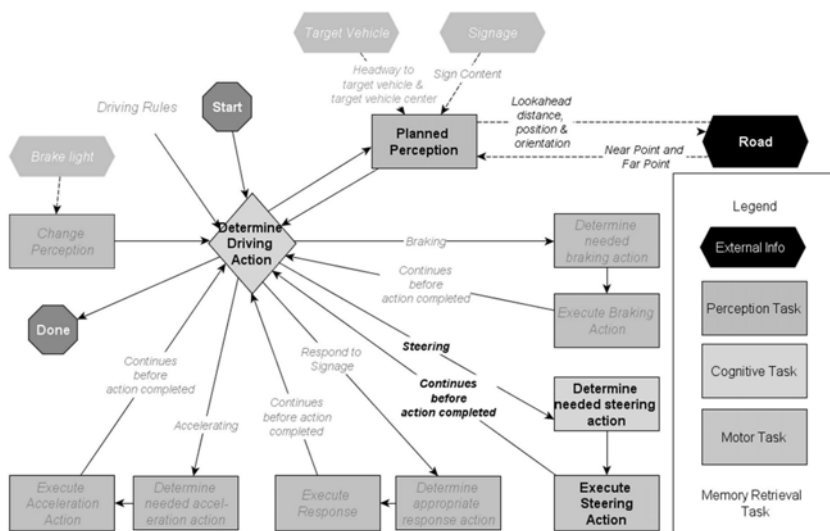 Target Vehicle
Signage
Headway to
target vehicle &
target vehicle center
Sign Content
Driving Rules
Start
Lookahead
distance,
position &
orientation
Planned
Perception
Road
Near Point and
Far Point
Brake light
Legend
Change
Perception
Determine
Driving
Action
Braking
Determine
needed
braking action
External Info
Continues
before
action completed
Execute Braking
Action
Perception Task
Done
Steering
Continues
before
action completed
Respond to
Signage
Continues
before
action completed
Determine
needed steering
action
Cognitive Task
Continues
before action
completed
Accelerating
Motor Task
Execute
Acceleration
Action
Determine
needed accel-
eration action
Execute
Response
Determine
appropriate
response action
Execute
Steering
Action
Memory Retrieval
Task